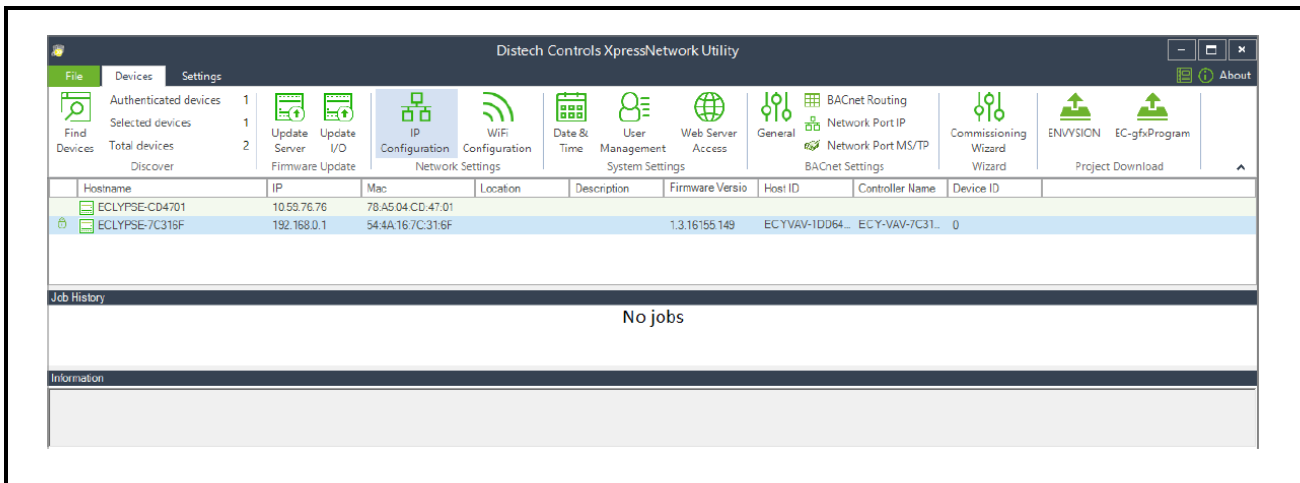 Distech Controls XpressNetwork Utility
File Devices Settings About
Authenticated devices 1
Selected devices 1
Total devices 2
Find Devices
Discover
Update Server
Update I/O
Firmware Update
IP Configuration
WiFi Configuration
Network Settings
Date & Time
User Management
Web Server Access
System Settings
General
BACnet Routing
Network Port IP
Network Port MS/TP
BACnet Settings
Commissioning Wizard
Wizard
ENVYSION
EC-gfxProgram
Project Download
Hostname IP Mac Location Description Firmware Versio Host ID Controller Name Device ID
ECLYPSE-CD4701 10.59.76.76 78:A5:04:CD:47:01
ECLYPSE-7C316F 192.168.0.1 54:4A:16:7C:31:6F 1.3.16155.149 ECYVAV-1DD64... ECY-VAV-7C31... 0
Job History
No jobs
Information